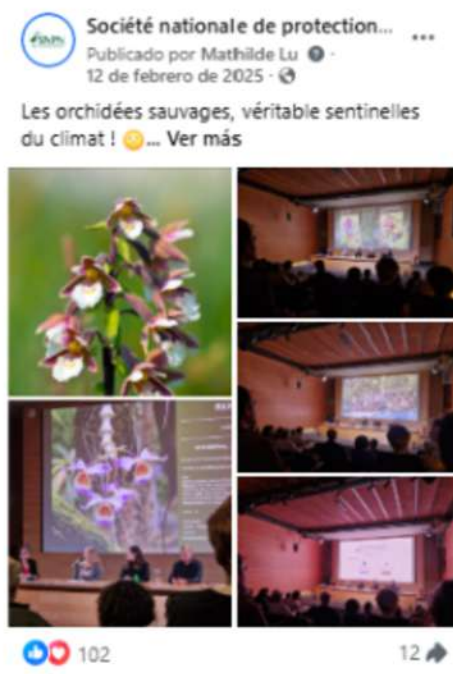 Société nationale de protection...
Publicado por Mathilde Lu
12 de febrero de 2025
Les orchidées sauvages, véritable sentinelles
du climat ! ... Ver más
102
12